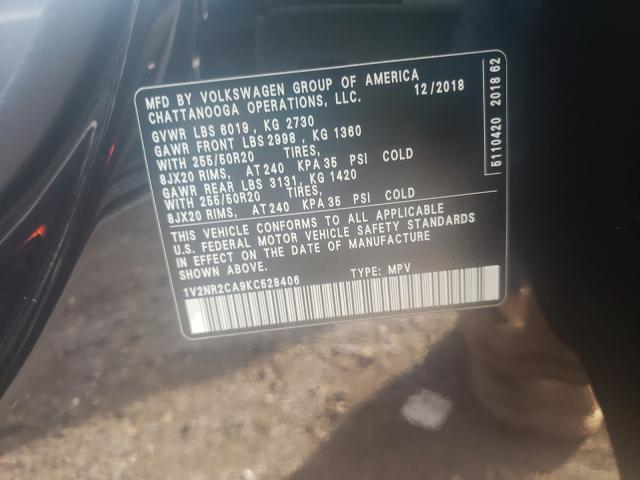 MFD BY VOLKSWAGEN GROUP OF AMERICA
CHATTANOOGA OPERATIONS, LLC. 12/2018
GVWR LBS 6019, KG 2730
GAWR FRONT LBS 2998, KG 1360
WITH 255/50R20 TIRES,
8JX20 RIMS, AT 240 KPA 35 PSI COLD
GAWR REAR LBS 3131, KG 1420
WITH 255/50R20 TIRES,
8JX20 RIMS, AT 240 KPA 35 PSI COLD
THIS VEHICLE CONFORMS TO ALL APPLICABLE
U.S. FEDERAL MOTOR VEHICLE SAFETY STANDARDS
IN EFFECT ON THE DATE OF MANUFACTURE
SHOWN ABOVE.
1V2NR2CA9KC528406 TYPE: MPV
5110420 2018 62